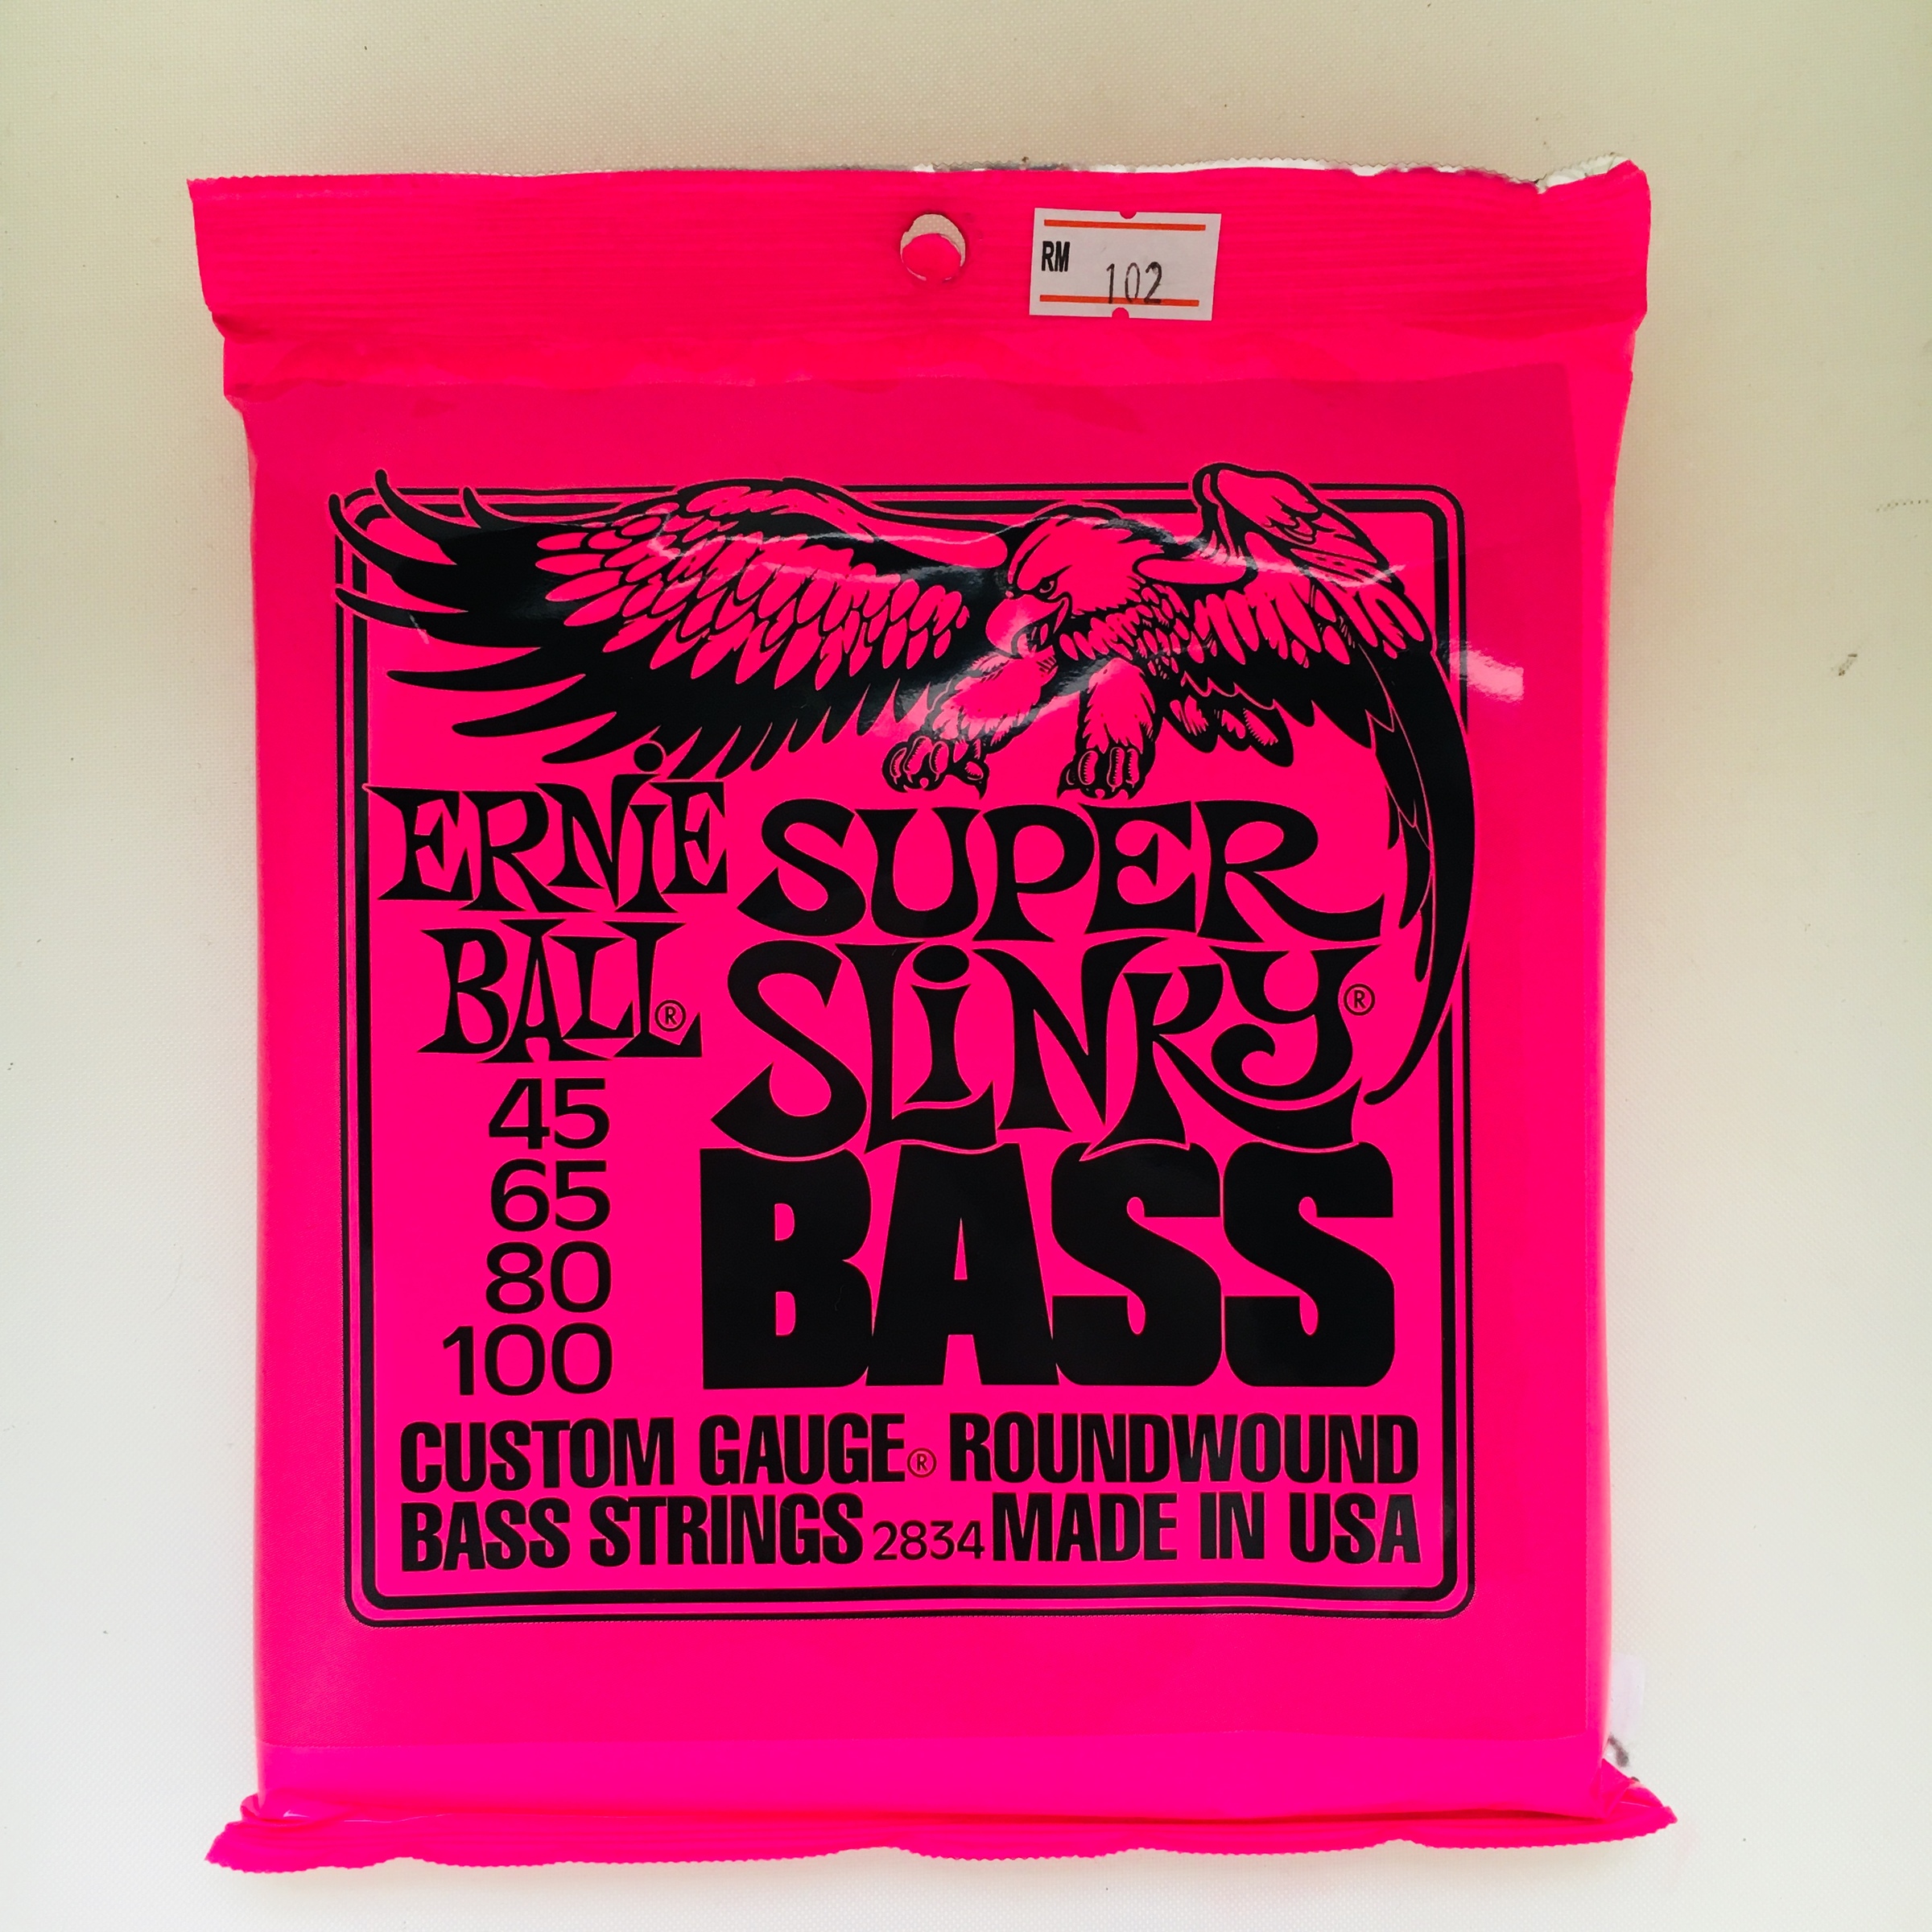 RM 102
ERNiE
BALL®
SUPER
SLiNKY®
BASS
45
65
80
100
CUSTOM GAUGE® ROUNDWOUND
BASS STRINGS 2834 MADE IN USA